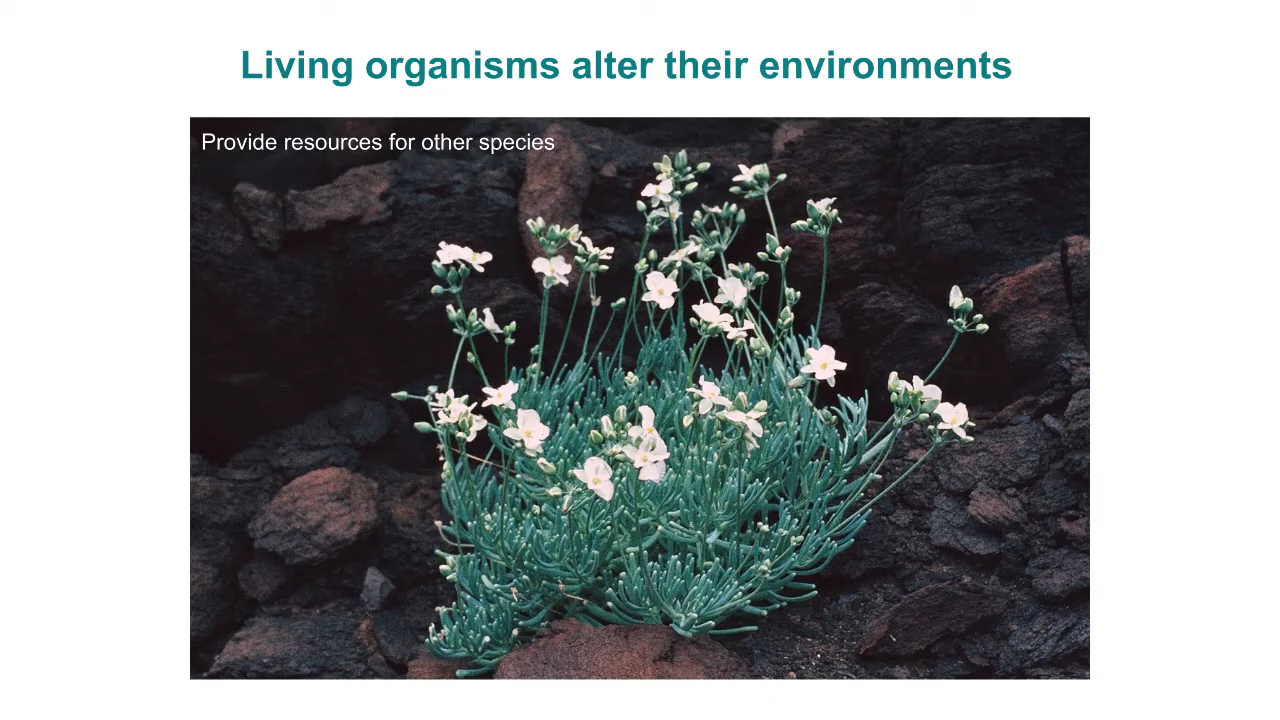 Living organisms alter their environments
Provide resources for other species